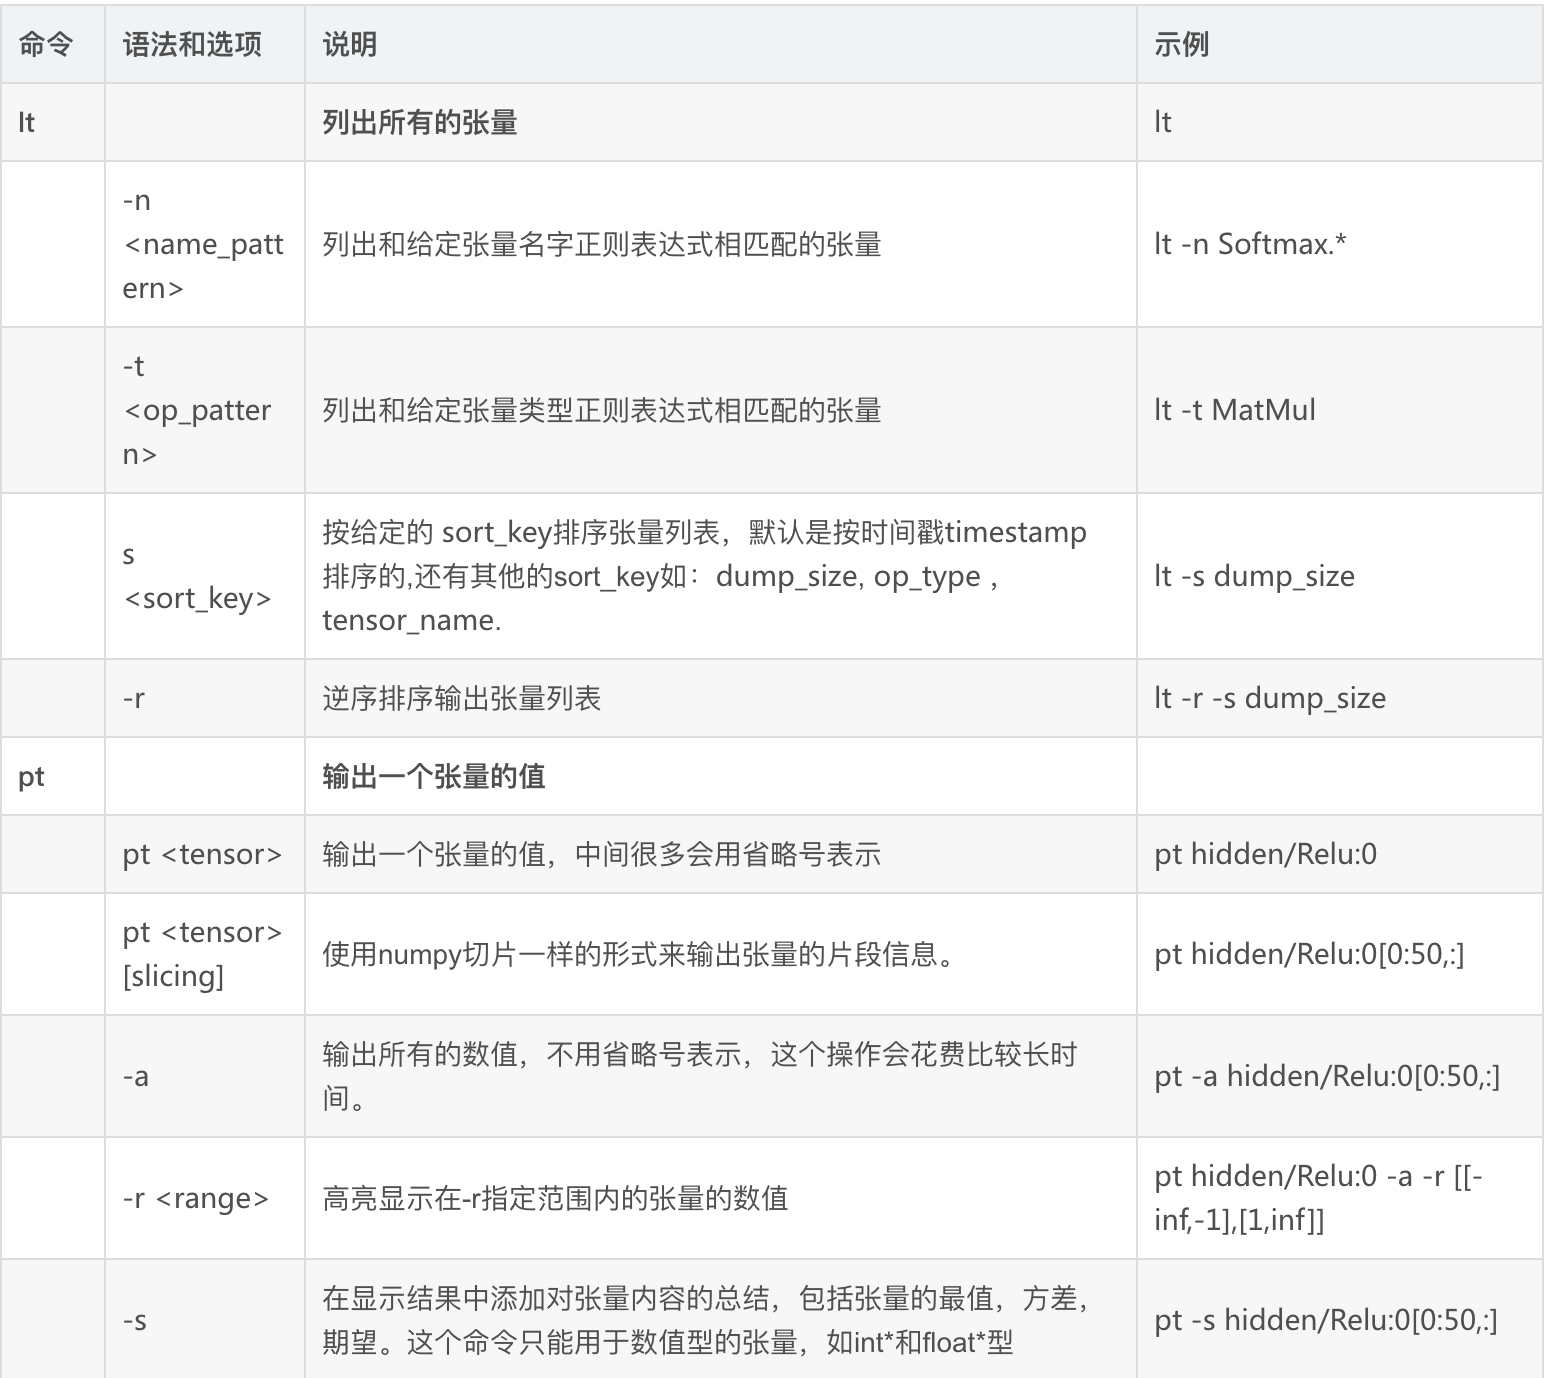 命令 语法和选项 说明 示例
lt 列出所有的张量 lt
-n
<name_patt
ern>
列出和给定张量名字正则表达式相匹配的张量
lt -n Softmax.*
-t
<op_patter
n>
列出和给定张量类型正则表达式相匹配的张量
lt -t MatMul
s
<sort_key>
按给定的 sort_key排序张量列表，默认是按时间戳timestamp
排序的,还有其他的sort_key如：dump_size, op_type ,
tensor_name.
lt -s dump_size
-r 逆序排序输出张量列表 lt -r -s dump_size
pt 输出一个张量的值
pt <tensor> 输出一个张量的值，中间很多会用省略号表示 pt hidden/Relu:0
pt <tensor>
[slicing]
使用numpy切片一样的形式来输出张量的片段信息。
pt hidden/Relu:0[0:50,:]
-a
输出所有的数值，不用省略号表示，这个操作会花费比较长时
间。
pt -a hidden/Relu:0[0:50,:]
-r <range>
高亮显示在-r指定范围内的张量的数值
pt hidden/Relu:0 -a -r [[-
inf,-1],[1,inf]]
-s
在显示结果中添加对张量内容的总结，包括张量的最值，方差，
期望。这个命令只能用于数值型的张量，如int*和float*型
pt -s hidden/Relu:0[0:50,:]